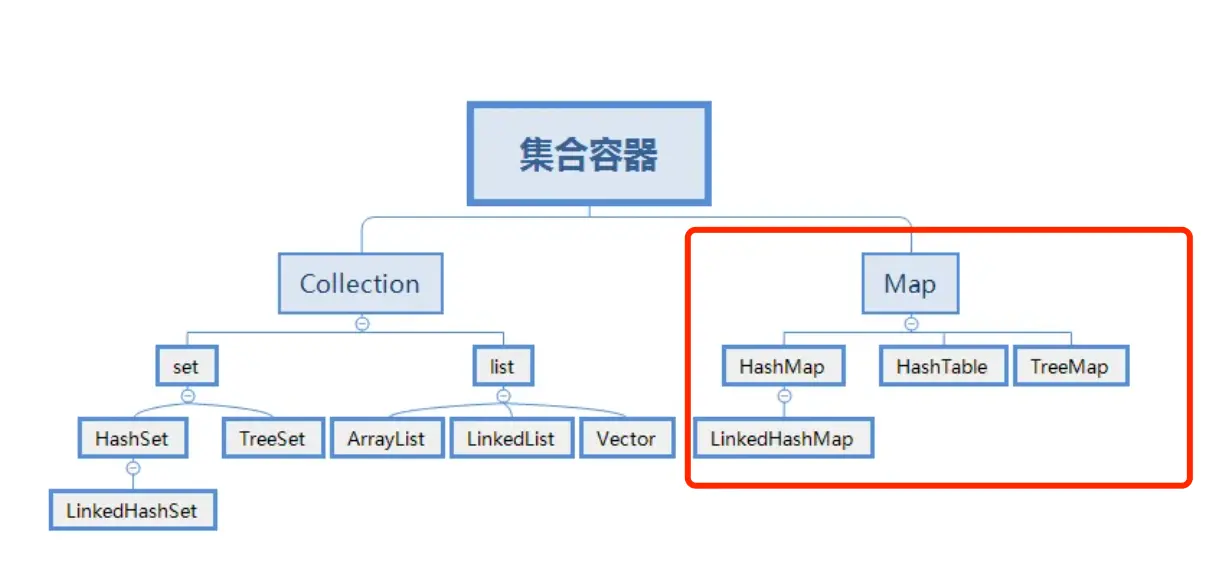 集合容器
Collection
Map
set
list
HashMap
HashTable
TreeMap
HashSet
TreeSet
ArrayList
LinkedList
Vector
LinkedHashMap
LinkedHashSet